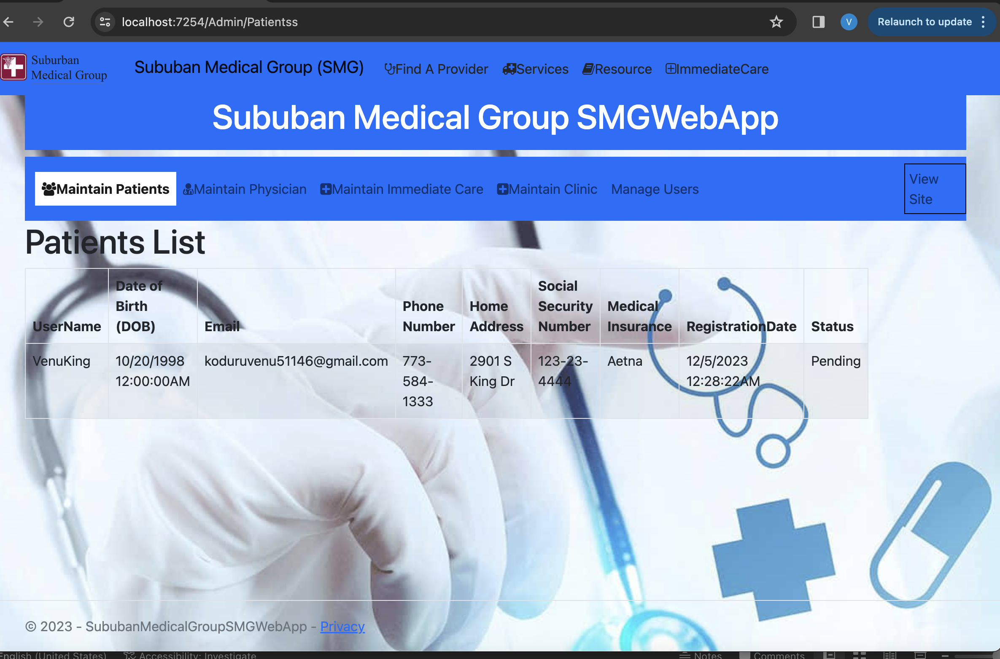 localhost:7254/Admin/Patientss
V
Relaunch to update
Suburban
Medical Group
Sububan Medical Group (SMG)
Find A Provider
Services
Resource
ImmediateCare
Sububan Medical Group SMGWebApp
Maintain Patients
Maintain Physician
Maintain Immediate Care
Maintain Clinic
Manage Users
View
Site
Patients List
UserName
Date of
Birth
(DOB)
Email
Phone
Number
Home
Address
Social
Security
Number
Medical
Insurance
RegistrationDate
Status
VenuKing
10/20/1998
12:00:00AM
koduruvenu51146@gmail.com
773-
584-
1333
2901 S
King Dr
123-23-
4444
Aetna
12/5/2023
12:28:22AM
Pending
© 2023 - SububanMedicalGroupSMGWebApp - Privacy
English (United States)
Accessibility: Investigate
Notes
Comments